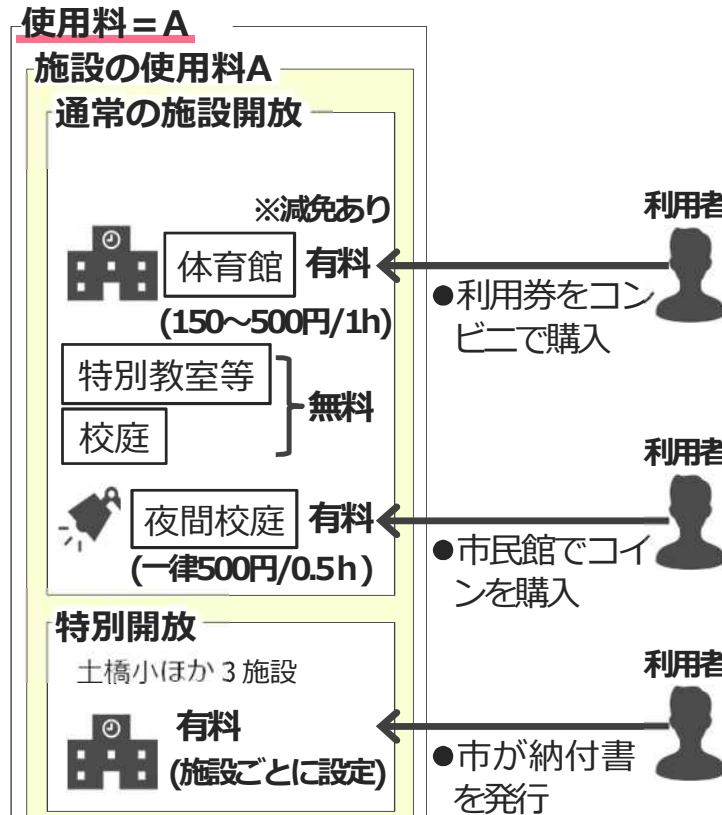 使用料＝A
施設の使用料A
通常の施設開放
※減免あり
体育館 有料
(150～500円/1h)
利用者
●利用券をコン
ビニで購入
特別教室等
校庭
無料
夜間校庭 有料
(一律500円/0.5h)
利用者
●市民館でコイ
ンを購入
特別開放
土橋小ほか3施設
有料
(施設ごとに設定)
利用者
●市が納付書
を発行